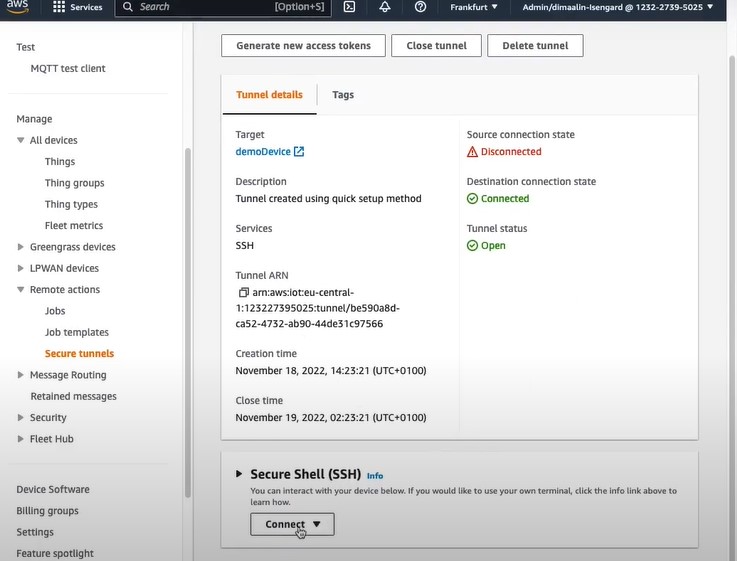 aws
Services
Search
[Option+S]
Frankfurt
Admin/dimaalin-Isengard @ 1232-2739-5025
Test
MQTT test client
Manage
All devices
Things
Thing groups
Thing types
Fleet metrics
Greengrass devices
LPWAN devices
Remote actions
Jobs
Job templates
Secure tunnels
Message Routing
Retained messages
Security
Fleet Hub
Device Software
Billing groups
Settings
Feature spotlight
Generate new access tokens
Close tunnel
Delete tunnel
Tunnel details
Tags
Target
demoDevice
Description
Tunnel created using quick setup method
Services
SSH
Tunnel ARN
arn:aws:iot:eu-central-
1:123227395025:tunnel/be590a8d-
ca52-4732-ab90-44de31c97566
Creation time
November 18, 2022, 14:23:21 (UTC+0100)
Close time
November 19, 2022, 02:23:21 (UTC+0100)
Source connection state
Disconnected
Destination connection state
Connected
Tunnel status
Open
Secure Shell (SSH) Info
You can interact with your device below. If you would like to use your own terminal, click the info link above to
learn how.
Connect